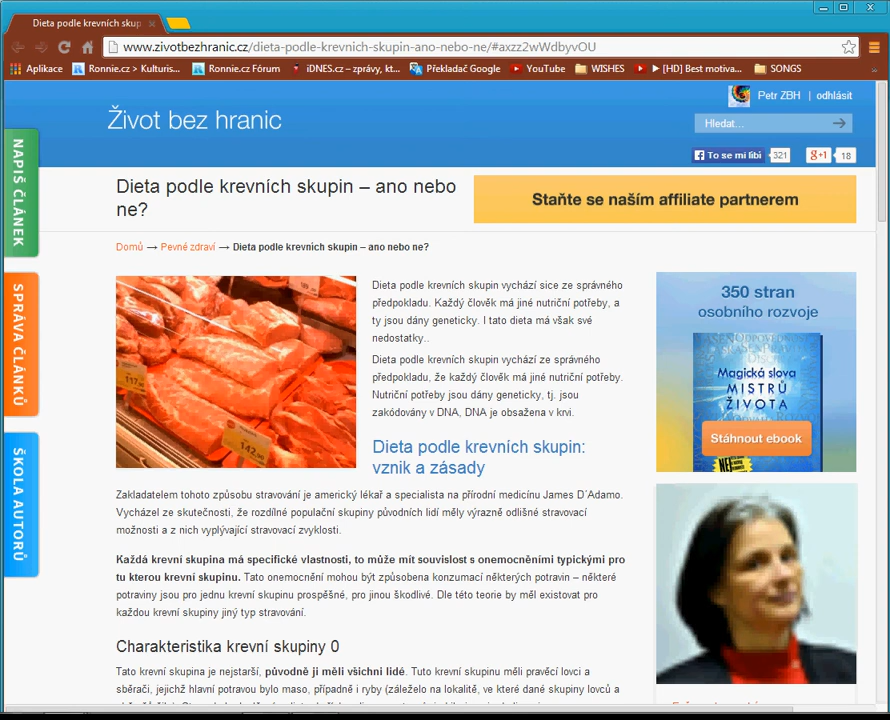 Dieta podle krevních skup
www.zivotbezhranic.cz/dieta-podle-krevnich-skupin-ano-nebo-ne/#axzz2wWdbyvOU
Aplikace Ronnie.cz > Kulturis... Ronnie.cz Fórum iDNES.cz – zprávy, kt... Překladač Google YouTube WISHES ► [HD] Best motiva... SONGS »
Petr ZBH | odhlásit
Život bez hranic
Hledat...
To se mi líbí 321 g+1 18
NAPIŠ ČLÁNEK
SPRÁVA ČLÁNKŮ
ŠKOLA AUTORŮ
Dieta podle krevních skupin – ano nebo
ne?
Staňte se naším affiliate partnerem
Domů → Pevné zdraví → Dieta podle krevních skupin – ano nebo ne?
Dieta podle krevních skupin vychází sice ze správného
předpokladu. Každý člověk má jiné nutriční potřeby, a
ty jsou dány geneticky. I tato dieta má však své
nedostatky..
Dieta podle krevních skupin vychází ze správného
předpokladu, že každý člověk má jiné nutriční potřeby.
Nutriční potřeby jsou dány geneticky, tj. jsou
zakódovány v DNA, DNA je obsažena v krvi.
Dieta podle krevních skupin:
vznik a zásady
Zakladatelem tohoto způsobu stravování je americký lékař a specialista na přírodní medicínu James D´Adamo.
Vycházel ze skutečnosti, že rozdílné populační skupiny původních lidí měly výrazně odlišné stravovací
možnosti a z nich vyplývající stravovací zvyklosti.
Každá krevní skupina má specifické vlastnosti, to může mít souvislost s onemocněními typickými pro
tu kterou krevní skupinu. Tato onemocnění mohou být způsobena konzumací některých potravin – některé
potraviny jsou pro jednu krevní skupinu prospěšné, pro jinou škodlivé. Dle této teorie by měl existovat pro
každou krevní skupiny jiný typ stravování.
Charakteristika krevní skupiny 0
Tato krevní skupina je nejstarší, původně ji měli všichni lidé. Tuto krevní skupinu měli pravěcí lovci a
sběrači, jejichž hlavní potravou bylo maso, případně i ryby (záleželo na lokalitě, ve které dané skupiny lovců a
350 stran
osobního rozvoje
Magická slova
MISTRŮ
ŽIVOTA
Stáhnout ebook